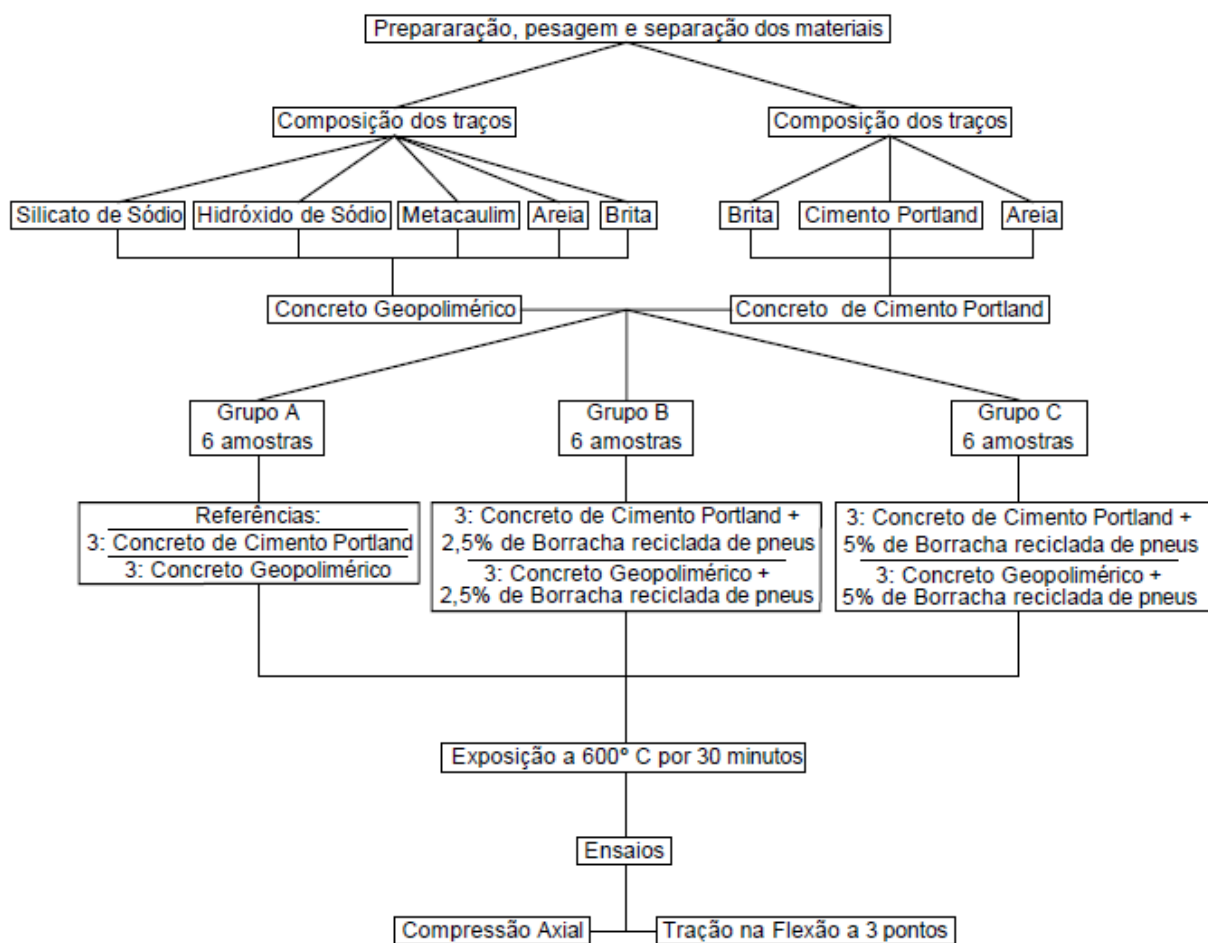 Prepararação, pesagem e separação dos materiais
Composição dos traços
Composição dos traços
Silicato de Sódio
Hidróxido de Sódio
Metacaulim
Areia
Brita
Brita
Cimento Portland
Areia
Concreto Geopolimérico
Concreto de Cimento Portland
Grupo A
6 amostras
Grupo B
6 amostras
Grupo C
6 amostras
Referências:
3: Concreto de Cimento Portland
3: Concreto Geopolimérico
3: Concreto de Cimento Portland +
2,5% de Borracha reciclada de pneus
3: Concreto Geopolimérico +
2,5% de Borracha reciclada de pneus
3: Concreto de Cimento Portland +
5% de Borracha reciclada de pneus
3: Concreto Geopolimérico +
5% de Borracha reciclada de pneus
Exposição a 600° C por 30 minutos
Ensaios
Compressão Axial
Tração na Flexão a 3 pontos